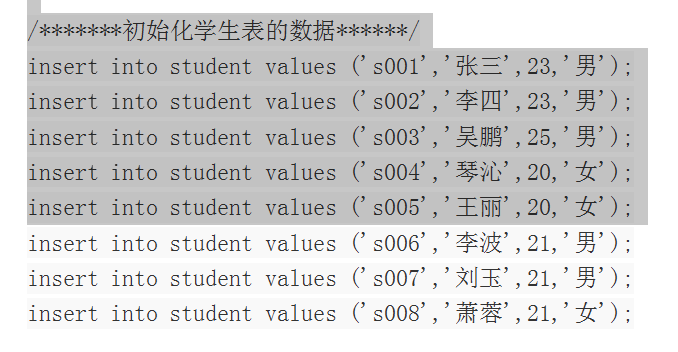 /*******初始化学生表的数据******/
insert into student values ('s001','张三',23,'男');
insert into student values ('s002','李四',23,'男');
insert into student values ('s003','吴鹏',25,'男');
insert into student values ('s004','琴沁',20,'女');
insert into student values ('s005','王丽',20,'女');
insert into student values ('s006','李波',21,'男');
insert into student values ('s007','刘玉',21,'男');
insert into student values ('s008','萧蓉',21,'女');